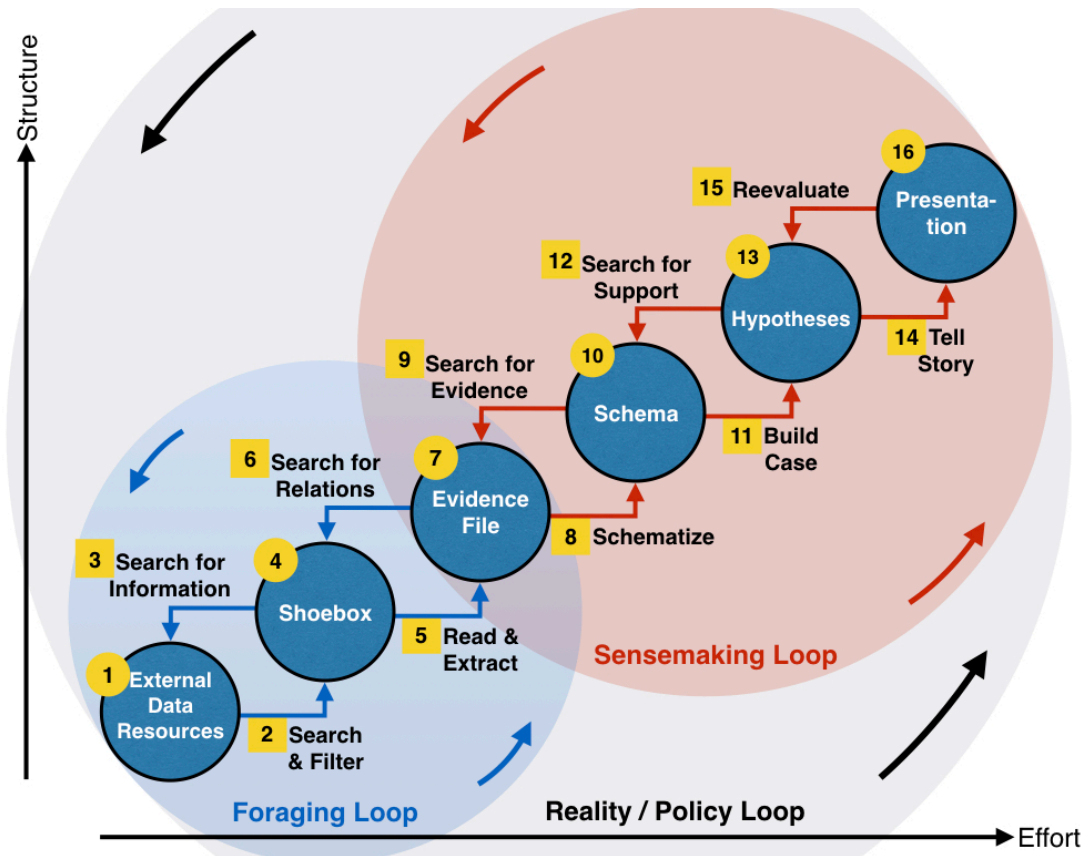 Structure
16
Presenta-
tion
15 Reevaluate
13
Hypotheses
14 Tell
Story
12 Search for
Support
10
Schema
11 Build
Case
9 Search for
Evidence
7
Evidence
File
8 Schematize
6 Search for
Relations
4
Shoebox
5 Read &
Extract
3 Search for
Information
1
External
Data
Resources
2 Search
& Filter
Sensemaking Loop
Foraging Loop
Reality / Policy Loop
Effort